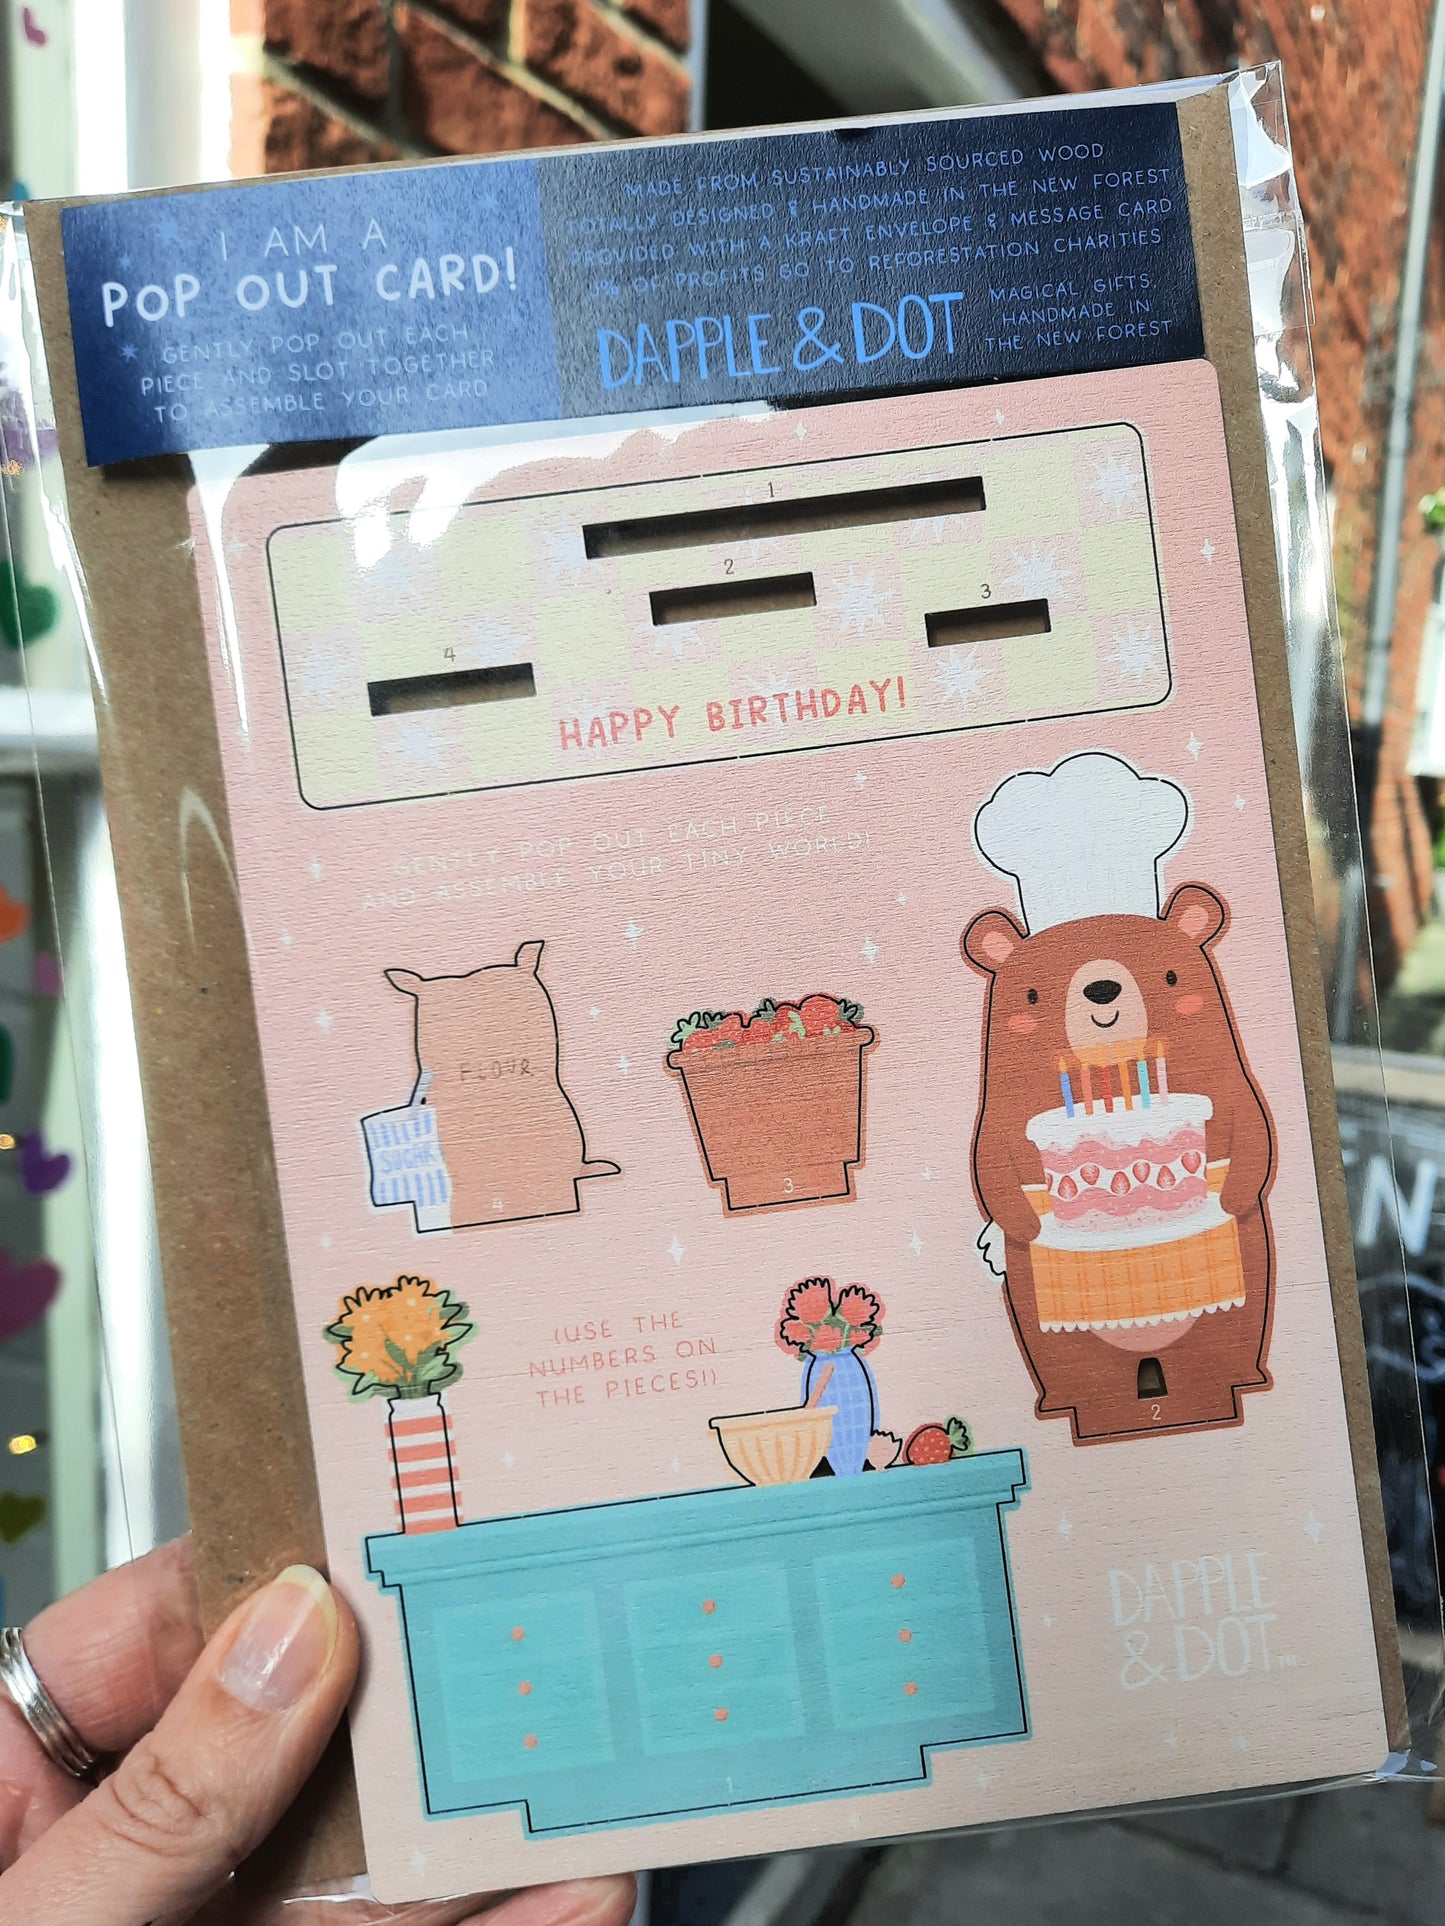 I AM A
POP OUT CARD!
GENTLY POP OUT EACH
PIECE AND SLOT TOGETHER
TO ASSEMBLE YOUR CARD
MADE FROM SUSTAINABLY SOURCED WOOD
TOTALLY DESIGNED & HANDMADE IN THE NEW FOREST
PROVIDED WITH A KRAFT ENVELOPE & MESSAGE CARD
% OF PROFITS GO TO REFORESTATION CHARITIES
DAPPLE & DOT
MAGICAL GIFTS,
HANDMADE IN
THE NEW FOREST
1
2
3
4
HAPPY BIRTHDAY!
GENTLY POP OUT EACH PIECE
AND ASSEMBLE YOUR TINY WORLD!
FLOUR
SUGAR
4
3
2
(USE THE
NUMBERS ON
THE PIECES!)
1
DAPPLE
& DOT TM